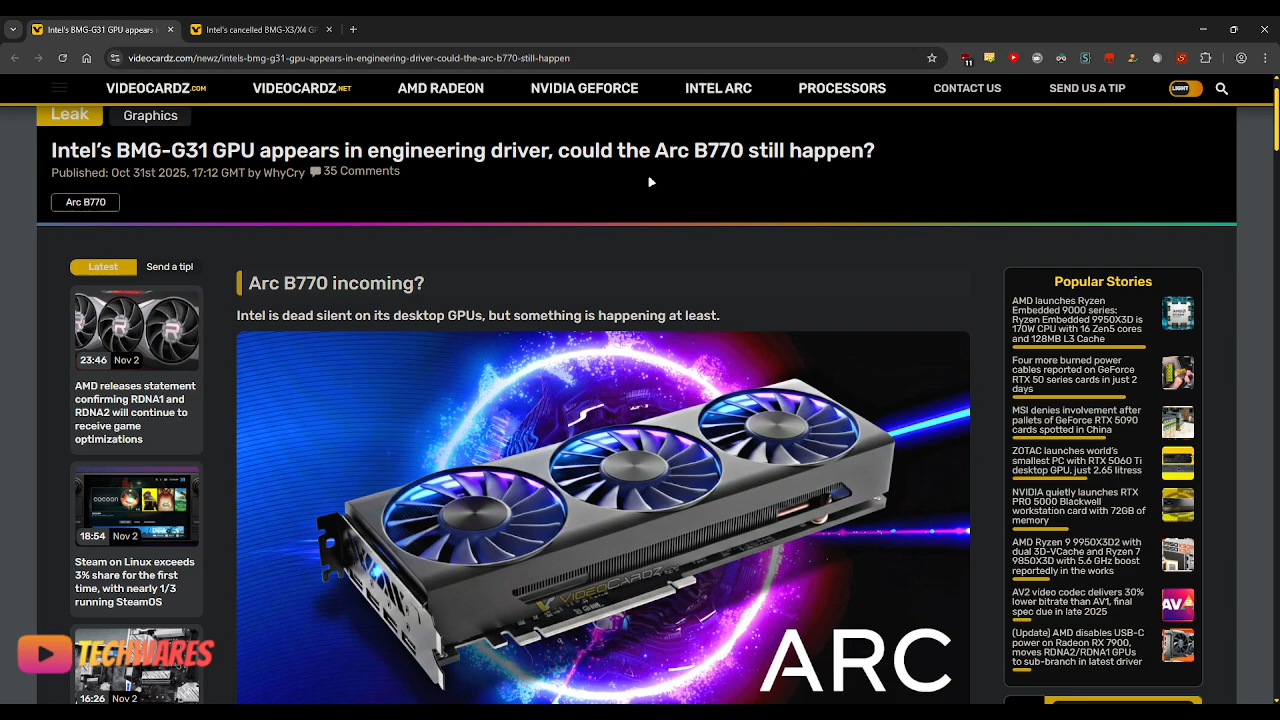 Intel's BMG-G31 GPU appears i
Intel's cancelled BMG-X3/X4 GP
videocardz.com/newz/intels-bmg-g31-gpu-appears-in-engineering-driver-could-the-arc-b770-still-happen
11
VIDEOCARDZ.COM
VIDEOCARDZ.NET
AMD RADEON
NVIDIA GEFORCE
INTEL ARC
PROCESSORS
CONTACT US
SEND US A TIP
LIGHT
Leak
Graphics
Intel's BMG-G31 GPU appears in engineering driver, could the Arc B770 still happen?
Published: Oct 31st 2025, 17:12 GMT by WhyCry 35 Comments
Arc B770
Latest
Send a tip!
23:46 Nov 2
AMD releases statement
confirming RDNA1 and
RDNA2 will continue to
receive game
optimizations
cocoon
18:54 Nov 2
Steam on Linux exceeds
3% share for the first
time, with nearly 1/3
running SteamOS
16:26 Nov 2
TECHWARES
Arc B770 incoming?
Intel is dead silent on its desktop GPUs, but something is happening at least.
VIDEOCARDZ
ARC
Popular Stories
AMD launches Ryzen
Embedded 9000 series:
Ryzen Embedded 9950X3D is
170W CPU with 16 Zen5 cores
and 128MB L3 Cache
Four more burned power
cables reported on GeForce
RTX 50 series cards in just 2
days
MSI denies involvement after
pallets of GeForce RTX 5090
cards spotted in China
ZOTAC launches world's
smallest PC with RTX 5060 Ti
desktop GPU, just 2.65 litress
NVIDIA quietly launches RTX
PRO 5000 Blackwell
workstation card with 72GB of
memory
AMD Ryzen 9 9950X3D2 with
dual 3D-VCache and Ryzen 7
9850X3D with 5.6 GHz boost
reportedly in the works
AV2 video codec delivers 30%
lower bitrate than AV1, final
spec due in late 2025
AV2
(Update) AMD disables USB-C
power on Radeon RX 7900,
moves RDNA2/RDNA1 GPUs
to sub-branch in latest driver